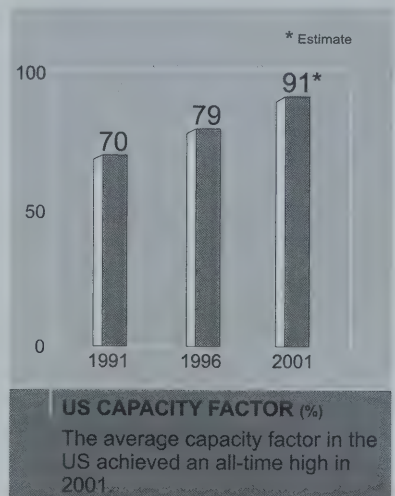 * Estimate
100
91*
79
70
50
0
1991 1996 2001
US CAPACITY FACTOR (%)
The average capacity factor in the
US achieved an all-time high in
2001.